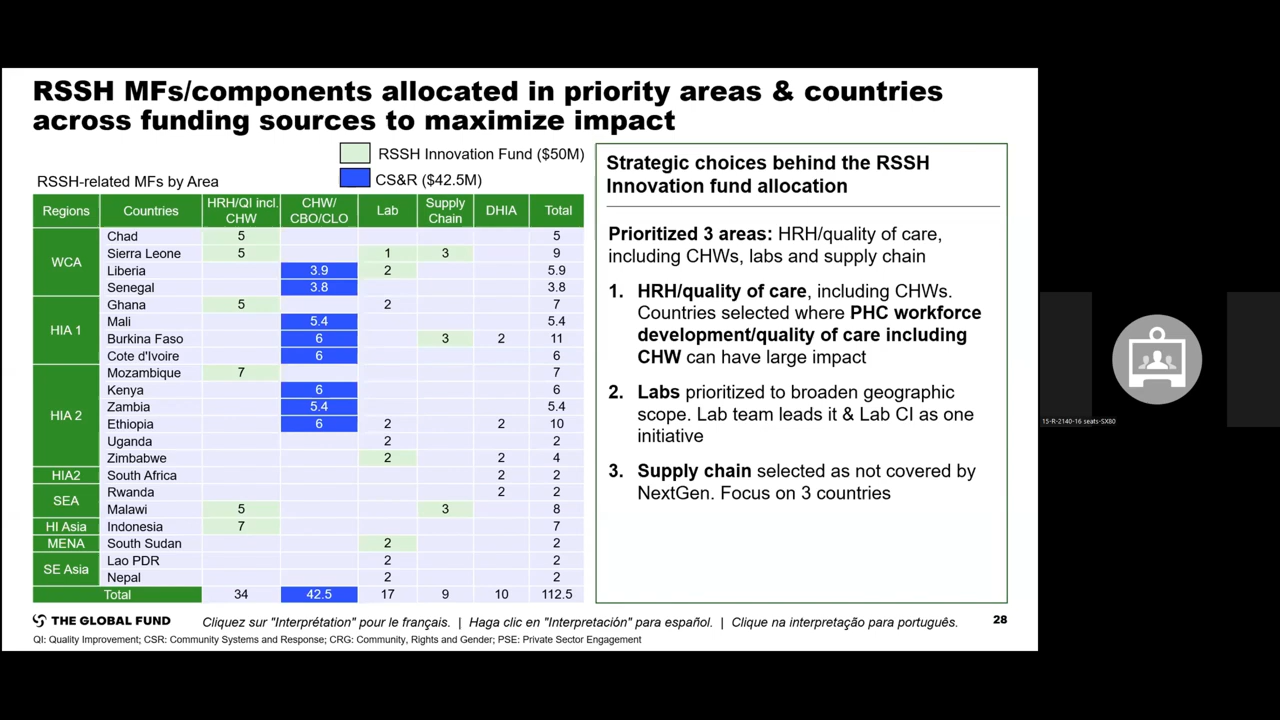 RSSH MFs/components allocated in priority areas & countries
across funding sources to maximize impact
RSSH Innovation Fund ($50M)
CS&R ($42.5M)
RSSH-related MFs by Area
Regions Countries HRH/QI incl. CHW CHW/ CBO/CLO Lab Supply Chain DHIA Total
WCA
Chad 5 5
Sierra Leone 5 1 3 9
Liberia 3.9 2 5.9
Senegal 3.8 3.8
HIA 1
Ghana 5 2 7
Mali 5.4 5.4
Burkina Faso 6 3 2 11
Cote d'Ivoire 6 6
HIA 2
Mozambique 7 7
Kenya 6 6
Zambia 5.4 5.4
Ethiopia 6 2 2 10
Uganda 2 2
Zimbabwe 2 2 4
HIA2 South Africa 2 2
SEA
Rwanda 2 2
Malawi 5 3 8
HI Asia Indonesia 7 7
MENA South Sudan 2 2
SE Asia
Lao PDR 2 2
Nepal 2 2
Total 34 42.5 17 9 10 112.5
Strategic choices behind the RSSH
Innovation fund allocation
Prioritized 3 areas: HRH/quality of care,
including CHWs, labs and supply chain
1. HRH/quality of care, including CHWs.
Countries selected where PHC workforce
development/quality of care including
CHW can have large impact
2. Labs prioritized to broaden geographic
scope. Lab team leads it & Lab CI as one
initiative
3. Supply chain selected as not covered by
NextGen. Focus on 3 countries
THE GLOBAL FUND
Cliquez sur "Interprétation" pour le français. | Haga clic en "Interpretación" para español. | Clique na interpretação para português.
28
QI: Quality Improvement; CSR: Community Systems and Response; CRG: Community, Rights and Gender; PSE: Private Sector Engagement
15-R-2140-16 seats-SX80